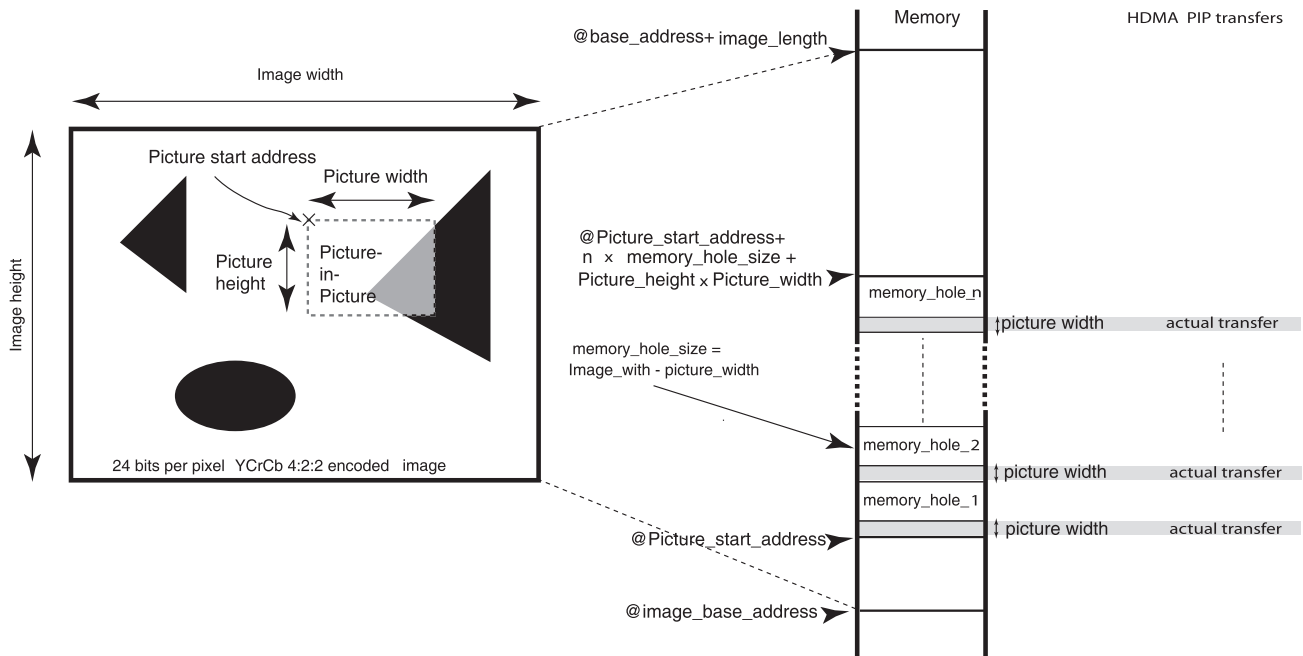 Memory
HDMA PIP transfers
@base_address+ image_length
Image width
Picture start address
Picture width
Picture
height
Picture-
in-
Picture
Image height
24 bits per pixel YCrCb 4:2:2 encoded image
@Picture_start_address+
n x memory_hole_size +
Picture_height x Picture_width
memory_hole_n
picture width
actual transfer
memory_hole_size =
Image_with - picture_width
memory_hole_2
picture width
actual transfer
memory_hole_1
picture width
actual transfer
@Picture_start_address
@image_base_address